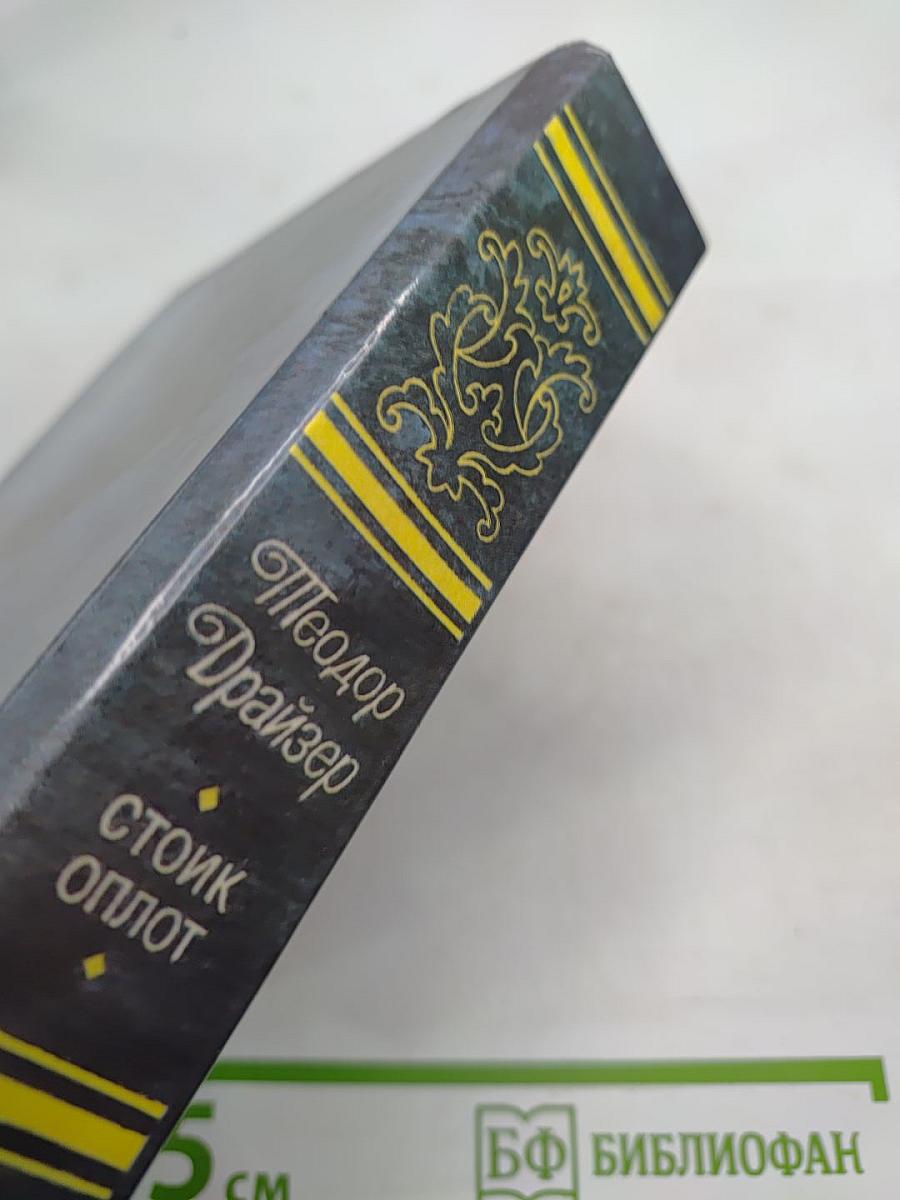 Теодор
Драйзер
СТОИК
ОПЛОТ
5 см
БФ БИБЛИОФАН